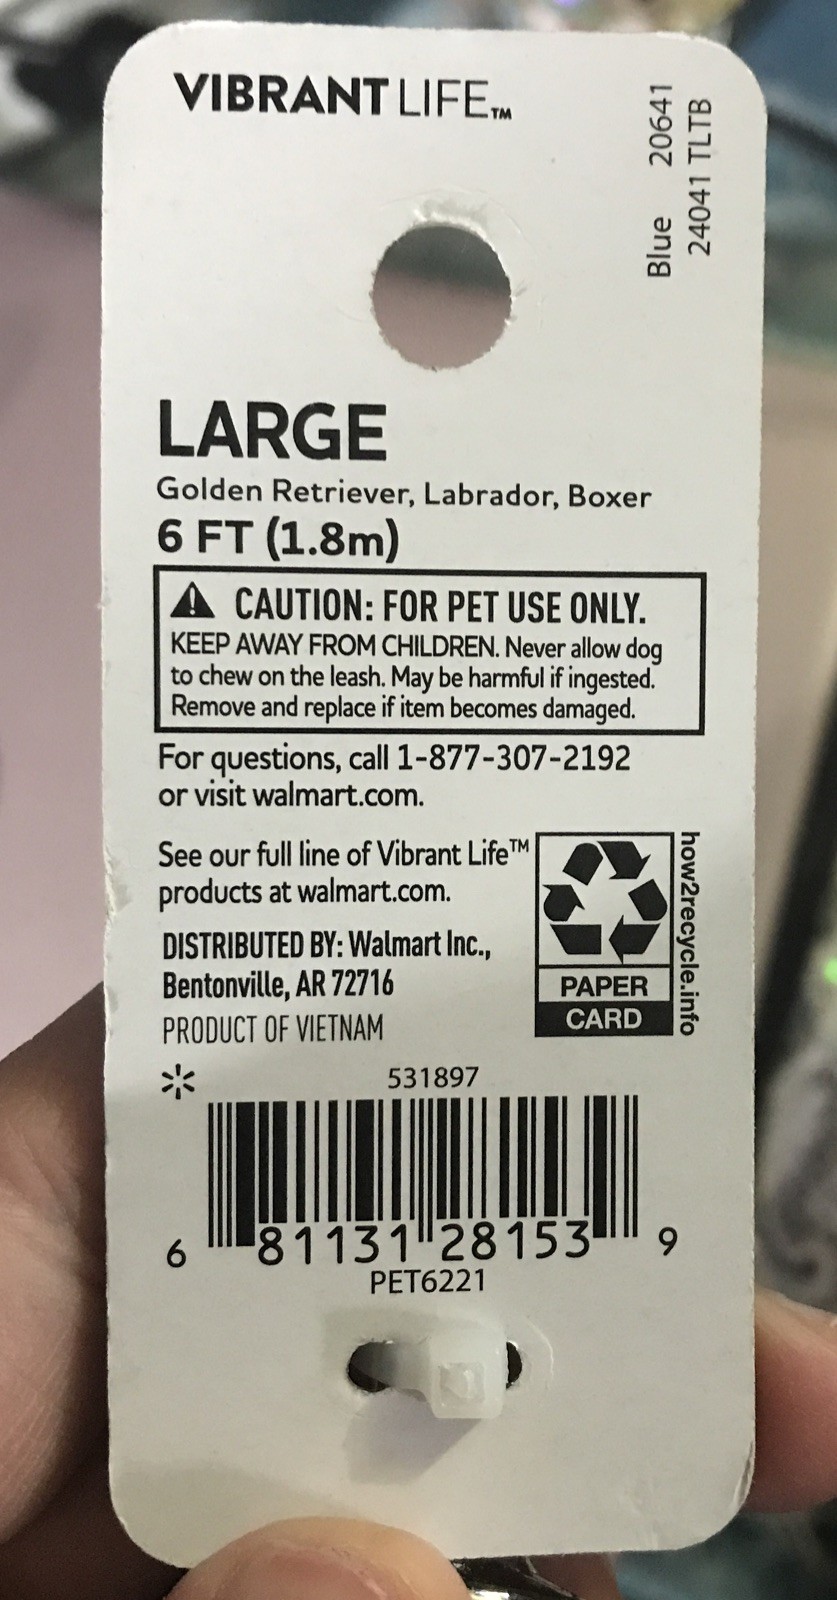 VIBRANT LIFE™
Blue 20641
24041 TLTB
LARGE
Golden Retriever, Labrador, Boxer
6 FT (1.8m)
CAUTION: FOR PET USE ONLY.
KEEP AWAY FROM CHILDREN. Never allow dog
to chew on the leash. May be harmful if ingested.
Remove and replace if item becomes damaged.
For questions, call 1-877-307-2192
or visit walmart.com.
See our full line of Vibrant Life™
products at walmart.com.
DISTRIBUTED BY: Walmart Inc.,
Bentonville, AR 72716
PRODUCT OF VIETNAM
PAPER
CARD
how2recycle.info
531897
6 81131 28153 9
PET6221